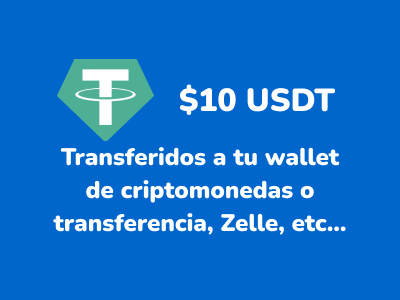 $10 USDT
Transferidos a tu wallet
de criptomonedas o
transferencia, Zelle, etc...